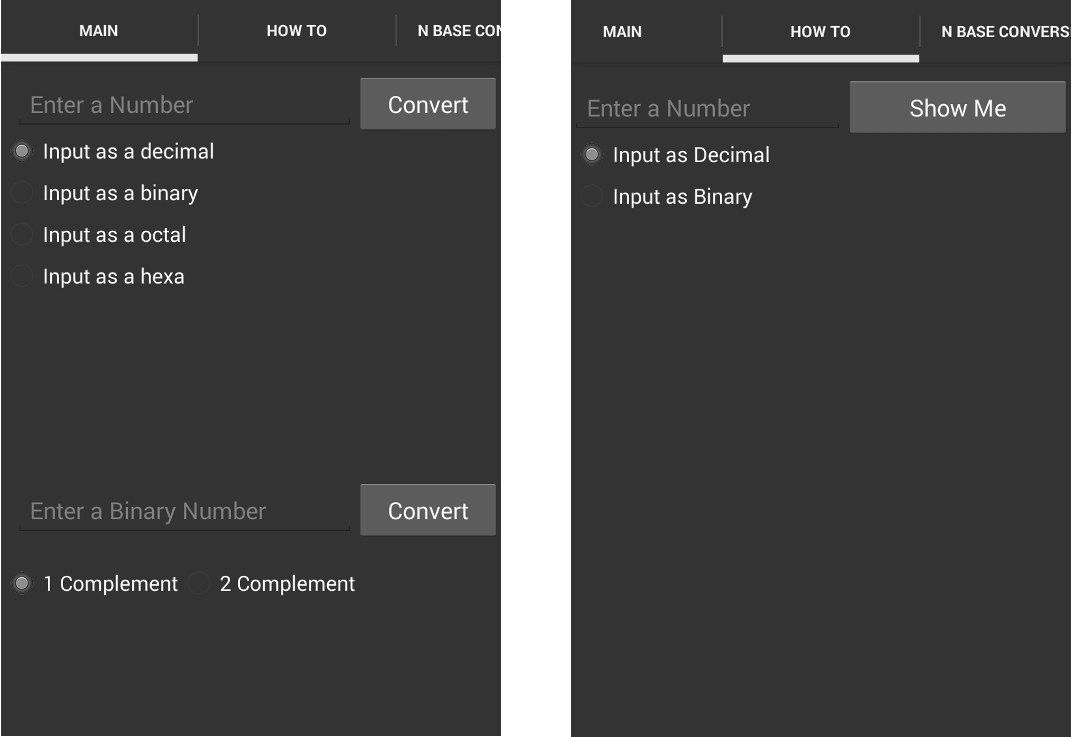 MAIN HOW TO N BASE CON
Enter a Number Convert
Input as a decimal
Input as a binary
Input as a octal
Input as a hexa
Enter a Binary Number Convert
1 Complement 2 Complement
MAIN HOW TO N BASE CONVERS
Enter a Number Show Me
Input as Decimal
Input as Binary